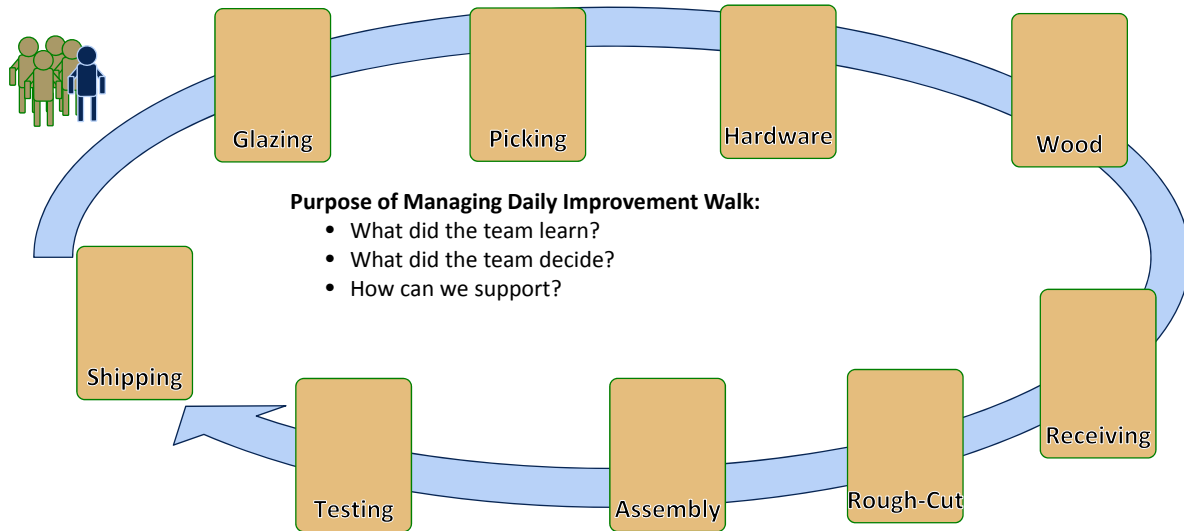 Glazing
Picking
Hardware
Wood
Purpose of Managing Daily Improvement Walk:
• What did the team learn?
• What did the team decide?
• How can we support?
Shipping
Receiving
Rough-Cut
Assembly
Testing